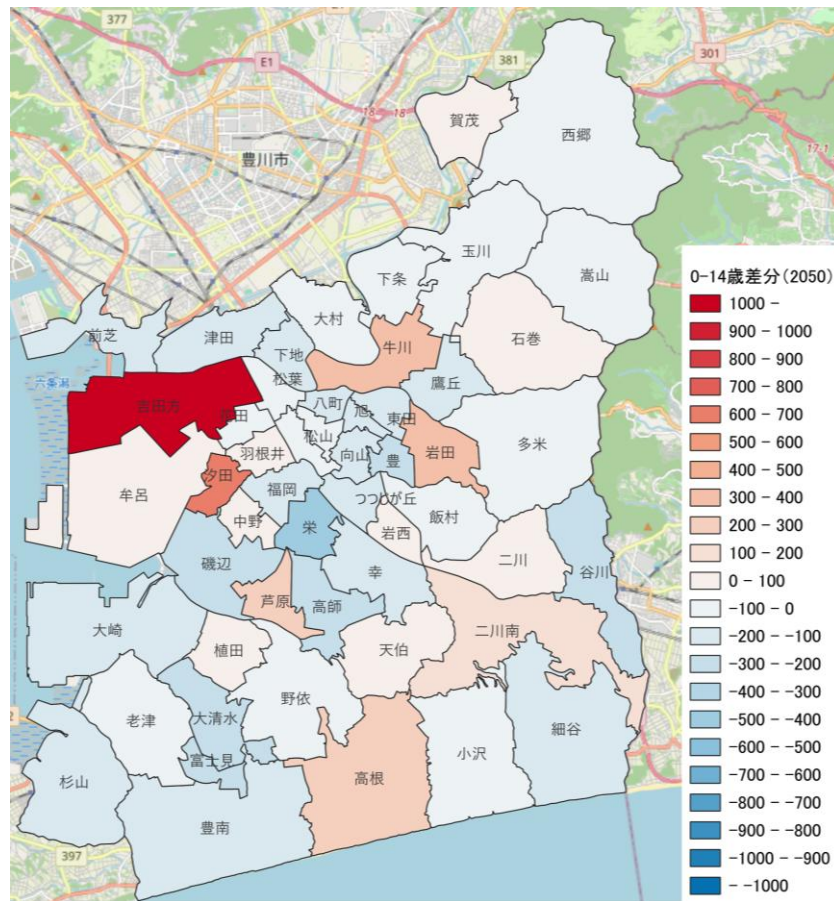 377
E1
381
301
18
18
17.1
賀茂
西郷
豊川市
玉川
嵩山
下条
大村
石巻
前芝
津田
牛川
下地
鷹丘
松葉
六条潟
吉田方
花田
八町
旭
東田
松山
岩田
多米
羽根井
向山
豊
汐田
牟呂
福岡
つつじが丘
中野
栄
岩西
飯村
二川
谷川
磯辺
幸
芦原
高師
大崎
二川南
植田
天伯
野依
老津
大清水
細谷
富士見
小沢
杉山
高根
豊南
2
397
0-14歳差分(2050)
1000 -
900 - 1000
800 - 900
700 - 800
600 - 700
500 - 600
400 - 500
300 - 400
200 - 300
100 - 200
0 - 100
-100 - 0
-200 - -100
-300 - -200
-400 - -300
-500 - -400
-600 - -500
-700 - -600
-800 - -700
-900 - -800
-1000 - -900
- -1000